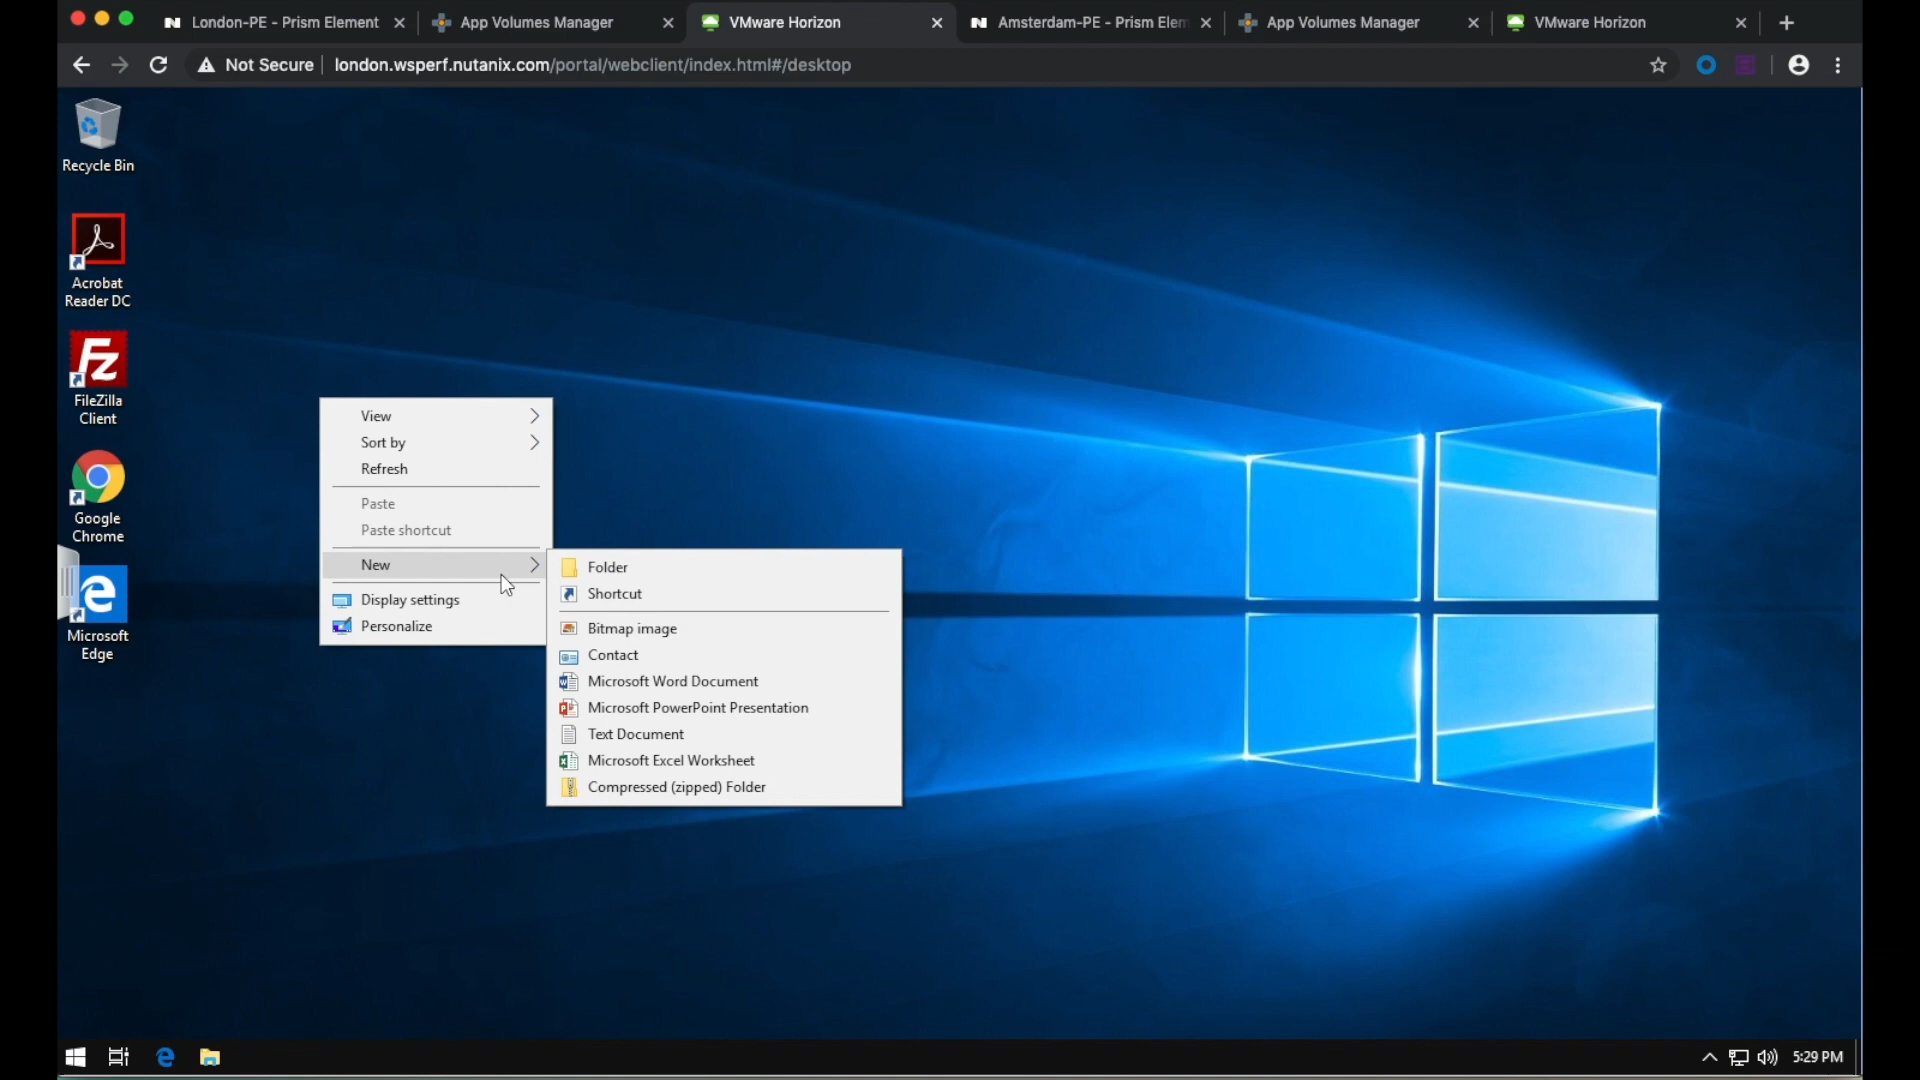 London-PE - Prism Element
App Volumes Manager
VMware Horizon
Amsterdam-PE - Prism Elem
App Volumes Manager
VMware Horizon
Not Secure
london.wsperf.nutanix.com/portal/webclient/index.html#/desktop
Recycle Bin
Acrobat
Reader DC
FileZilla
Client
Google
Chrome
Microsoft
Edge
View
Sort by
Refresh
Paste
Paste shortcut
New
Display settings
Personalize
Folder
Shortcut
Bitmap image
Contact
Microsoft Word Document
Microsoft PowerPoint Presentation
Text Document
Microsoft Excel Worksheet
Compressed (zipped) Folder
5:29 PM